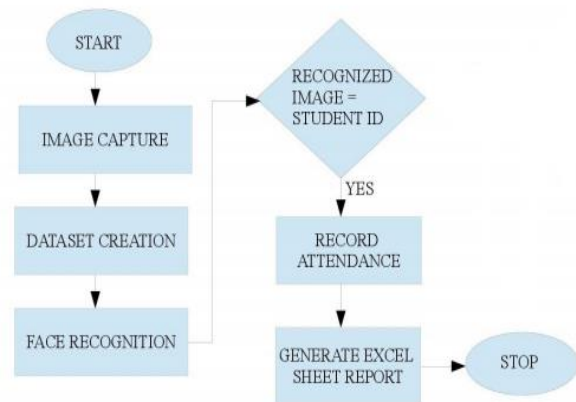 START
IMAGE CAPTURE
DATASET CREATION
FACE RECOGNITION
RECOGNIZED
IMAGE =
STUDENT ID
YES
RECORD
ATTENDANCE
GENERATE EXCEL
SHEET REPORT
STOP